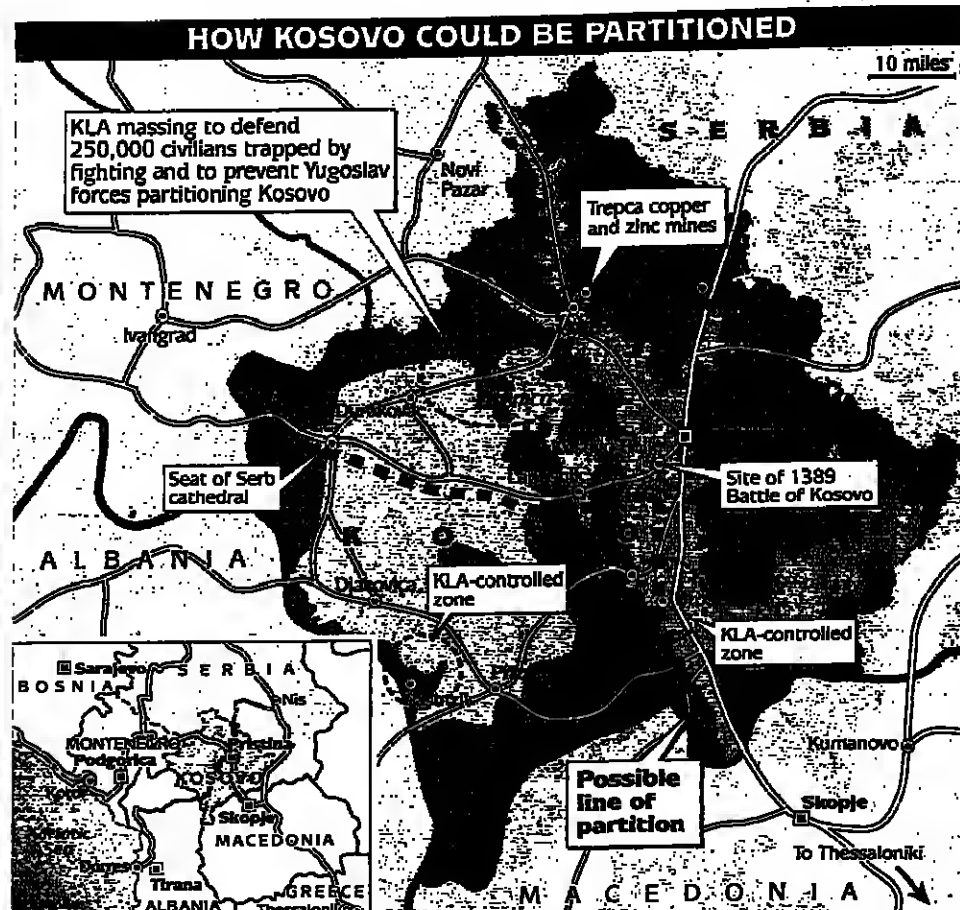 HOW KOSOVO COULD BE PARTITIONED
10 miles
SERBIA
KLA massing to defend
250,000 civilians trapped by
fighting and to prevent Yugoslav
forces partitioning Kosovo
Novi
Pazar
Trepca copper
and zinc mines
MONTENEGRO
Ivangrad
Seat of Serb
cathedral
Site of 1389
Battle of Kosovo
K O
ALBANIA
Djakovica
KLA-controlled
zone
KLA-controlled
zone
Possible
line of
partition
Kumanovo
Skopje
To Thessaloniki
MACEDONIA
Sarajevo
SERBIA
BOSNIA
Nis
MONTENEGRO
Pristina
Podgorica
KOSOVO
Skopje
MACEDONIA
Tirana
ALBANIA
GREECE
Thessaloniki